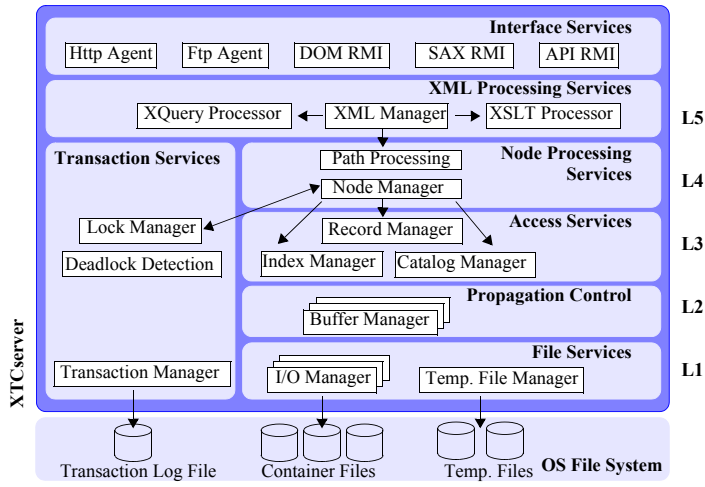 Interface Services
Http Agent
Ftp Agent
DOM RMI
SAX RMI
API RMI
XML Processing Services
XQuery Processor
XML Manager
XSLT Processor
L5
Transaction Services
Path Processing
Node Processing
Services
Node Manager
L4
Lock Manager
Deadlock Detection
Access Services
Record Manager
Index Manager
Catalog Manager
L3
Propagation Control
Buffer Manager
L2
File Services
Transaction Manager
I/O Manager
Temp. File Manager
L1
XTCserver
Transaction Log File
Container Files
Temp. Files
OS File System